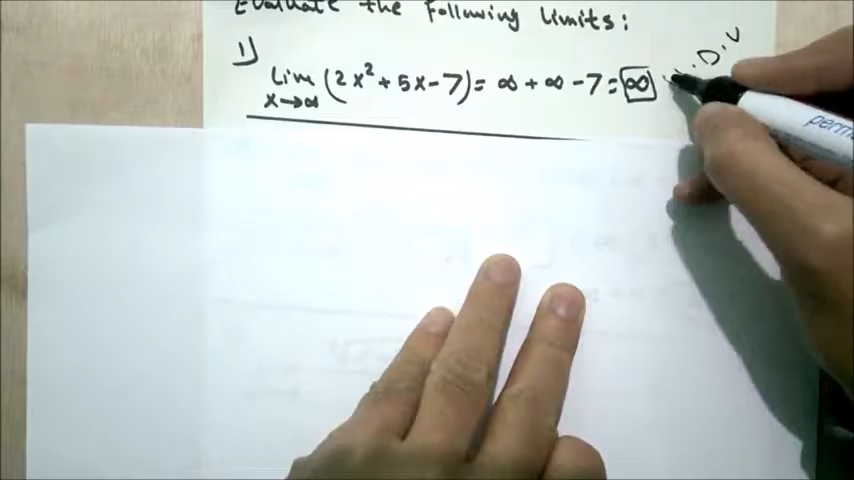 Evaluate the following limits:
1) lim x→∞ (2x² + 5x - 7) = ∞ + ∞ - 7 = ∞
D.V
perm